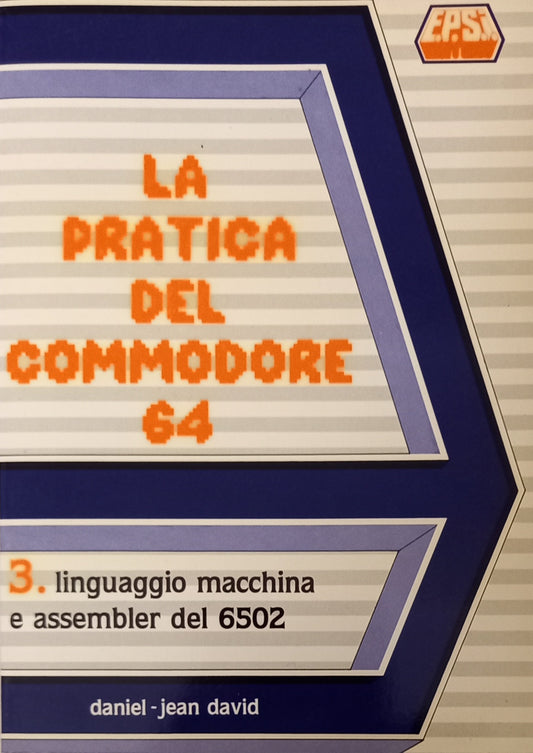 E.P.S.I.
LA
PRATICA
DEL
COMMODORE
64
3. linguaggio macchina
e assembler del 6502
daniel-jean david